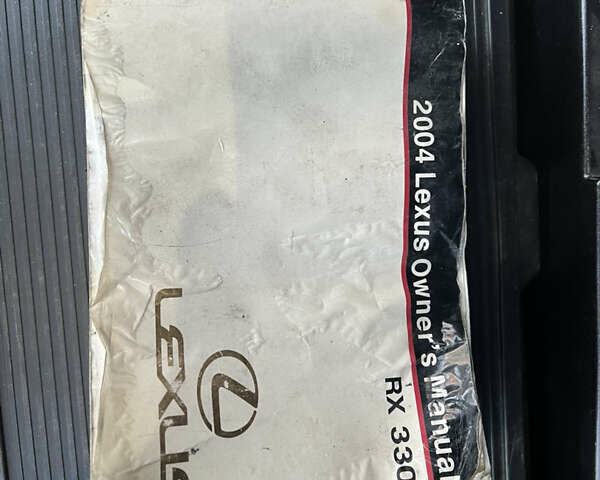 2004 Lexus Owner's Manual
RX 330
LEXUS